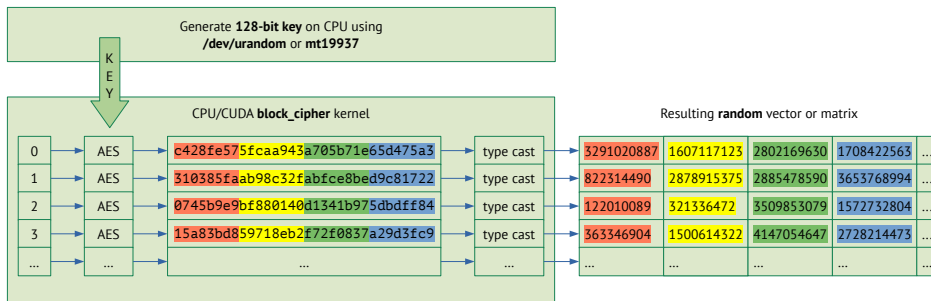 Generate 128-bit key on CPU using
/dev/urandom or mt19937
K
E
Y
CPU/CUDA block_cipher kernel
Resulting random vector or matrix
0 AES c428fe575fcaa943a705b71e65d475a3 type cast 3291020887 1607117123 2802169630 1708422563 ...
1 AES 310385faab98c32fabfce8bed9c81722 type cast 822314490 2878915375 2885478590 3653768994 ...
2 AES 0745b9e9bf880140d1341b975dbdff84 type cast 122010089 321336472 3509853079 1572732804 ...
3 AES 15a83bd859718eb2f72f0837a29d3fc9 type cast 363346904 1500614322 4147054647 2728214473 ...
... ... ... ... ... ... ... ... ...